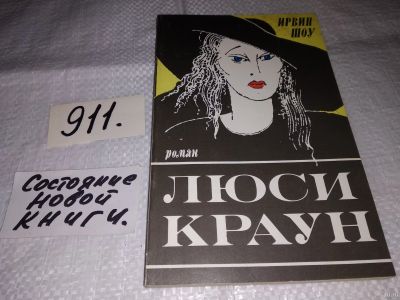 911.
Состояние
новой
книги.
ИРВИН
ШОУ
роман
ЛЮСИ
КРАУН